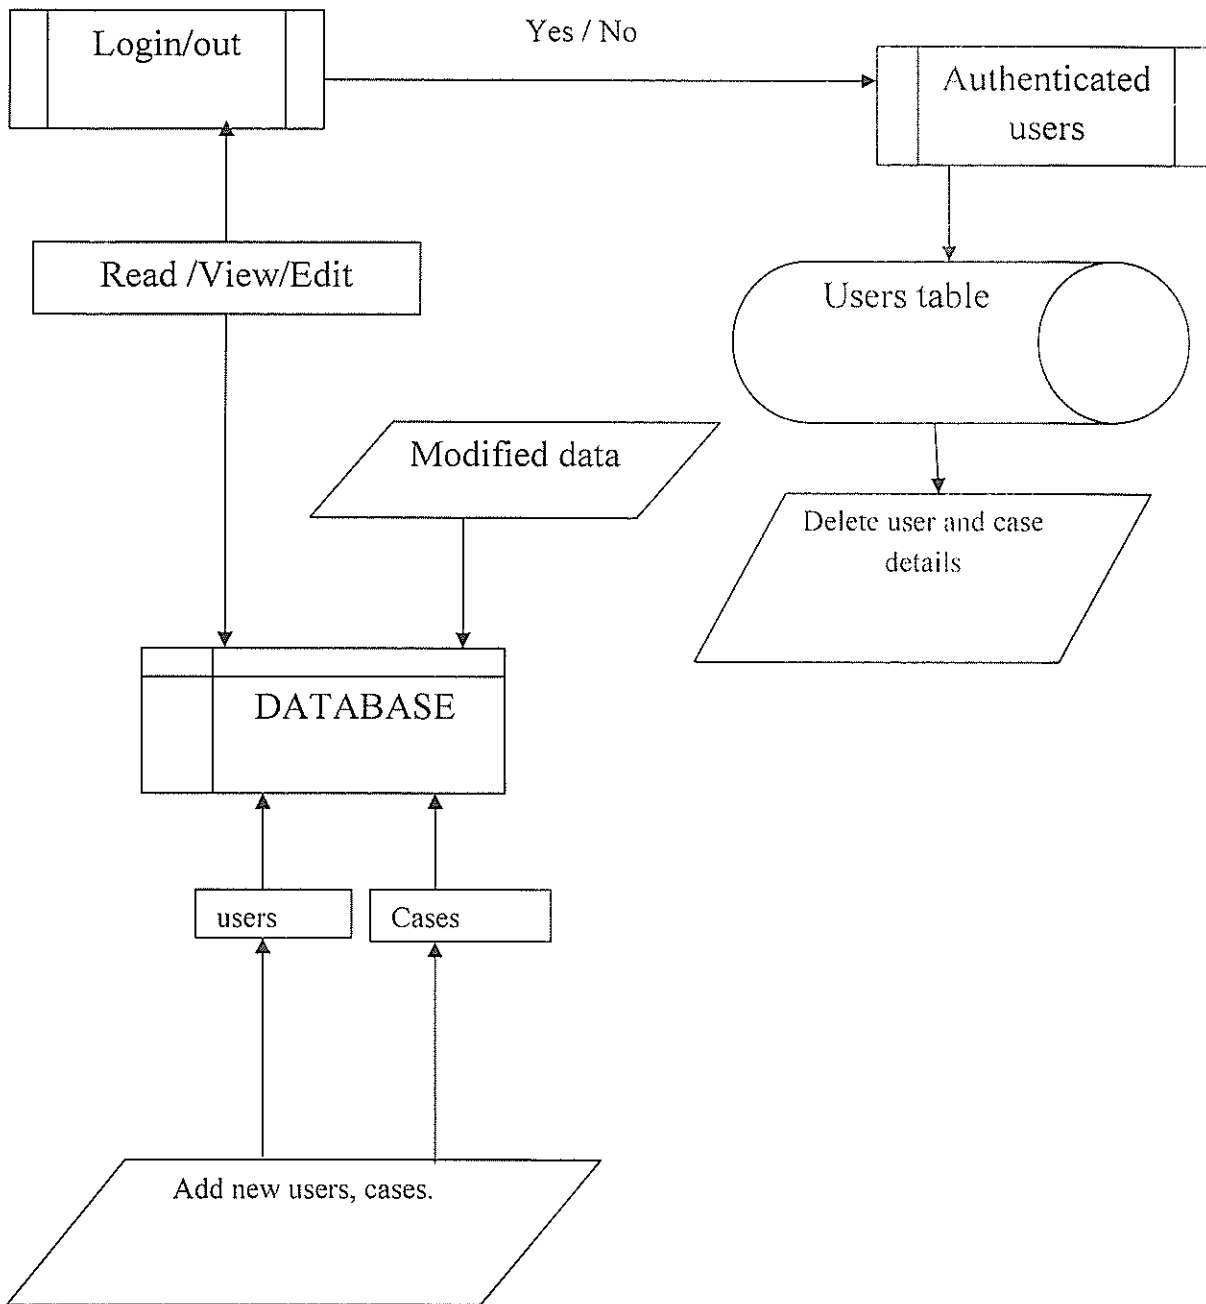 Login/out
Yes / No
Authenticated
users
Read /View/Edit
Users table
Modified data
Delete user and case
details
DATABASE
users
Cases
Add new users, cases.